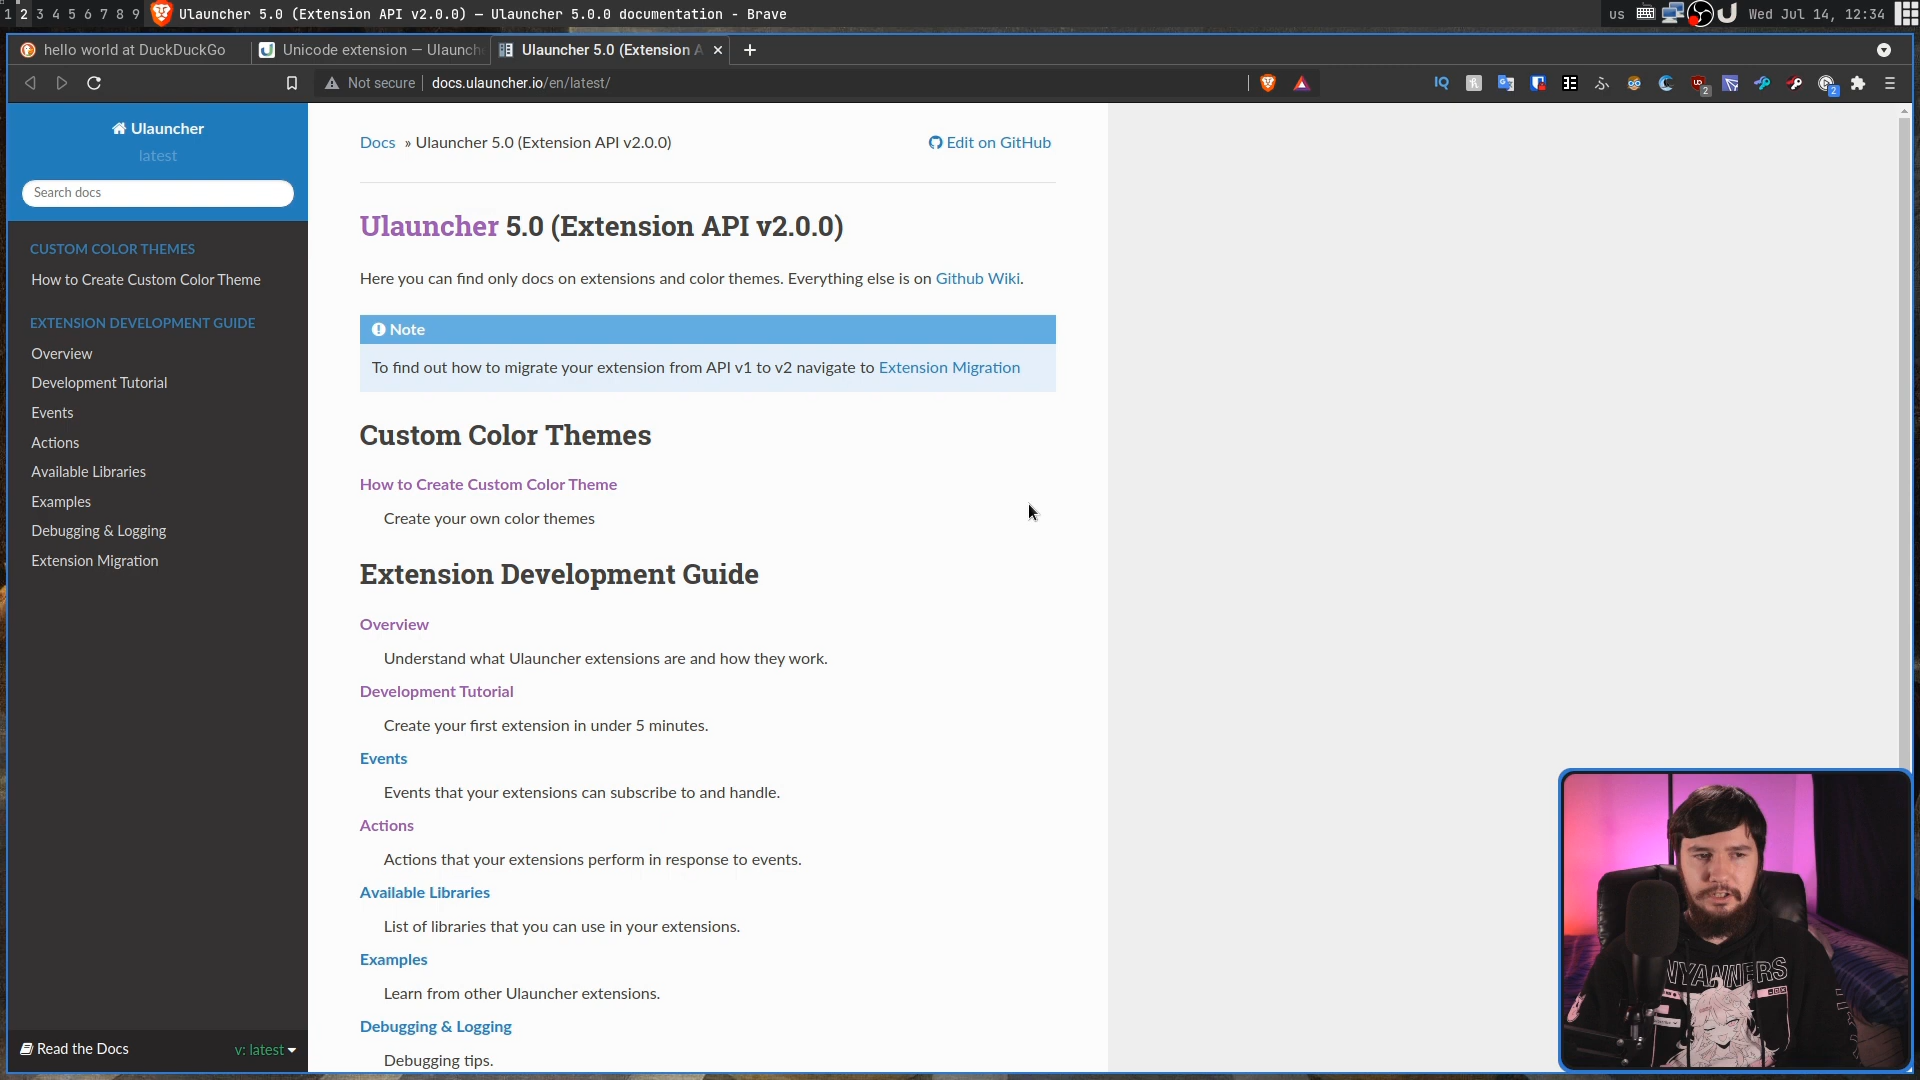 1 2 3 4 5 6 7 8 9 Ulauncher 5.0 (Extension API v2.0.0) — Ulauncher 5.0.0 documentation - Brave
us Wed Jul 14, 12:34
hello world at DuckDuckGo
Unicode extension — Ulaunch
Ulauncher 5.0 (Extension A
Not secure docs.ulauncher.io/en/latest/
IQ
2
2
Ulauncher
latest
Search docs
CUSTOM COLOR THEMES
How to Create Custom Color Theme
EXTENSION DEVELOPMENT GUIDE
Overview
Development Tutorial
Events
Actions
Available Libraries
Examples
Debugging & Logging
Extension Migration
Read the Docs
v: latest
Docs » Ulauncher 5.0 (Extension API v2.0.0)
Edit on GitHub
Ulauncher 5.0 (Extension API v2.0.0)
Here you can find only docs on extensions and color themes. Everything else is on Github Wiki.
Note
To find out how to migrate your extension from API v1 to v2 navigate to Extension Migration
Custom Color Themes
How to Create Custom Color Theme
Create your own color themes
Extension Development Guide
Overview
Understand what Ulauncher extensions are and how they work.
Development Tutorial
Create your first extension in under 5 minutes.
Events
Events that your extensions can subscribe to and handle.
Actions
Actions that your extensions perform in response to events.
Available Libraries
List of libraries that you can use in your extensions.
Examples
Learn from other Ulauncher extensions.
Debugging & Logging
Debugging tips.
NYANNERS